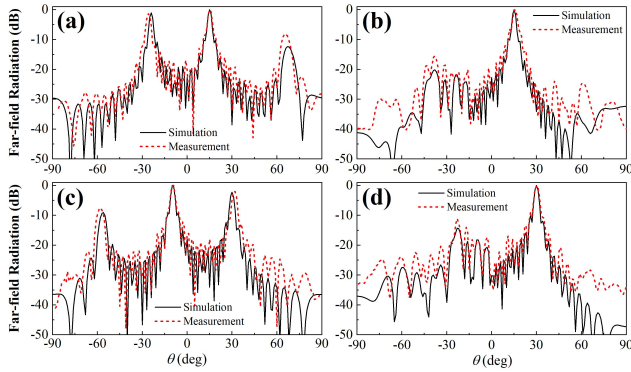 (a)
Far-field Radiation (dB)
0
-10
-20
-30
-40
-50
Simulation
Measurement
-90 -60 -30 0 30 60 90
(b)
0
-10
-20
-30
-40
-50
Simulation
Measurement
-90 -60 -30 0 30 60 90
(c)
Far-field Radiation (dB)
0
-10
-20
-30
-40
-50
Simulation
Measurement
-90 -60 -30 0 30 60 90
θ (deg)
(d)
0
-10
-20
-30
-40
-50
Simulation
Measurement
-90 -60 -30 0 30 60 90
θ (deg)